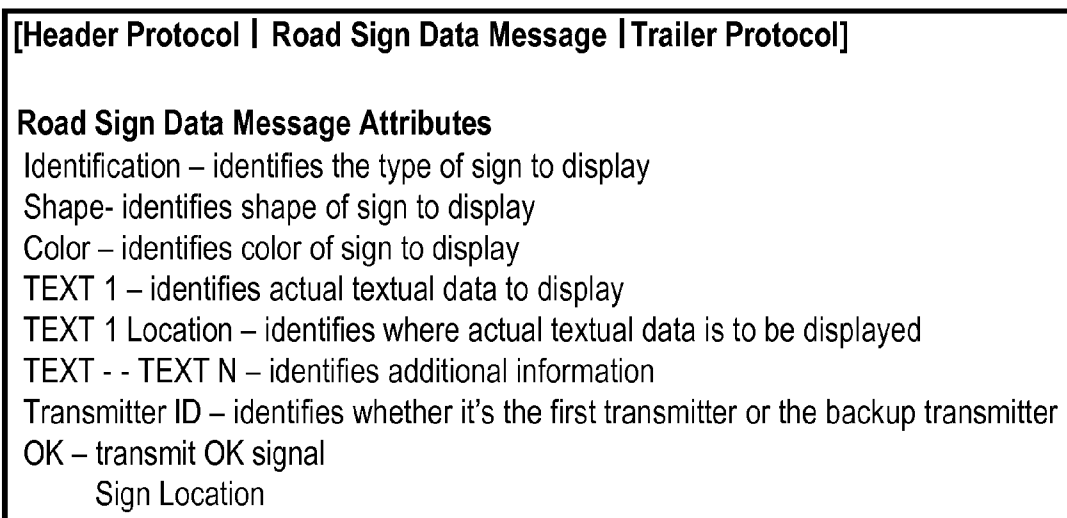 [Header Protocol | Road Sign Data Message | Trailer Protocol]
Road Sign Data Message Attributes
Identification – identifies the type of sign to display
Shape- identifies shape of sign to display
Color – identifies color of sign to display
TEXT 1 – identifies actual textual data to display
TEXT 1 Location – identifies where actual textual data is to be displayed
TEXT - - TEXT N – identifies additional information
Transmitter ID – identifies whether it's the first transmitter or the backup transmitter
OK – transmit OK signal
Sign Location